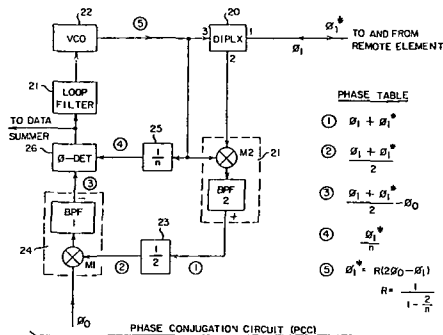 22
VCO
5
20
3 DIPLX 1
2
Ø1*
Ø1
TO AND FROM
REMOTE ELEMENT
21
LOOP
FILTER
TO DATA
SUMMER
26
Ø-DET
4
25
1/n
M2
21
BPF
2
+
3
BPF
1
24
M1
2
23
1/2
1
Ø0
PHASE TABLE
① Ø1 + Ø1*
② Ø1 + Ø1* / 2
③ Ø1 + Ø1* / 2 - Ø0
④ Ø1* / n
⑤ Ø1* = R(2Ø0 - Ø1)
R = 1 / 1 - 2/n
PHASE CONJUGATION CIRCUIT (PCC)